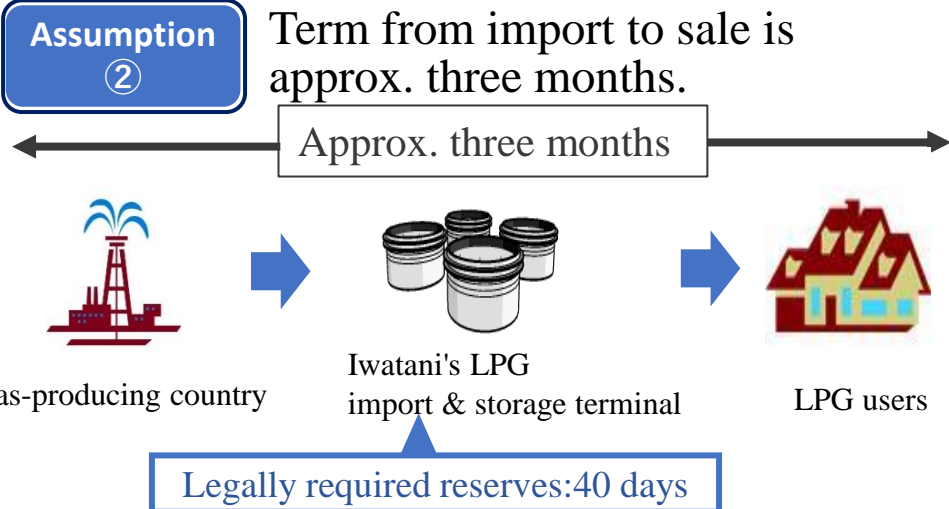 Assumption
②
Term from import to sale is
approx. three months.
Approx. three months
as-producing country
Iwatani's LPG
import & storage terminal
LPG users
Legally required reserves:40 days